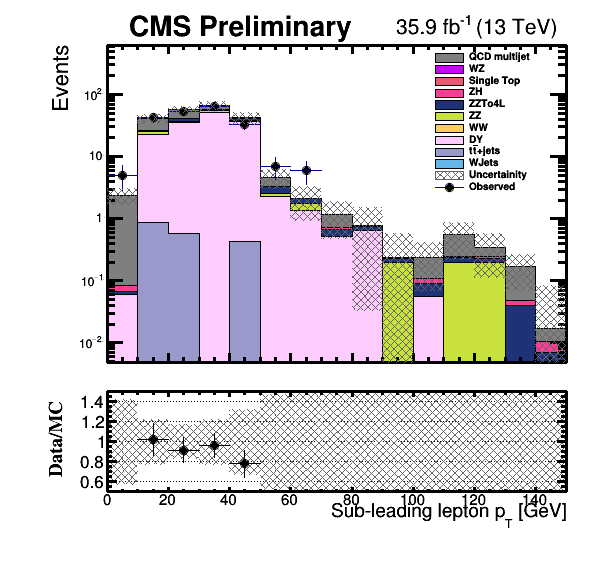 CMS Preliminary 35.9 fb⁻¹ (13 TeV)
Events
QCD multijet
WZ
Single Top
ZH
ZZTo4L
ZZ
WW
DY
tt̄+jets
WJets
Uncertainty
Observed
10²
10
1
10⁻¹
10⁻²
Data/MC
1.4
1.2
1
0.8
0.6
0 20 40 60 80 100 120 140
Sub-leading lepton p_T [GeV]